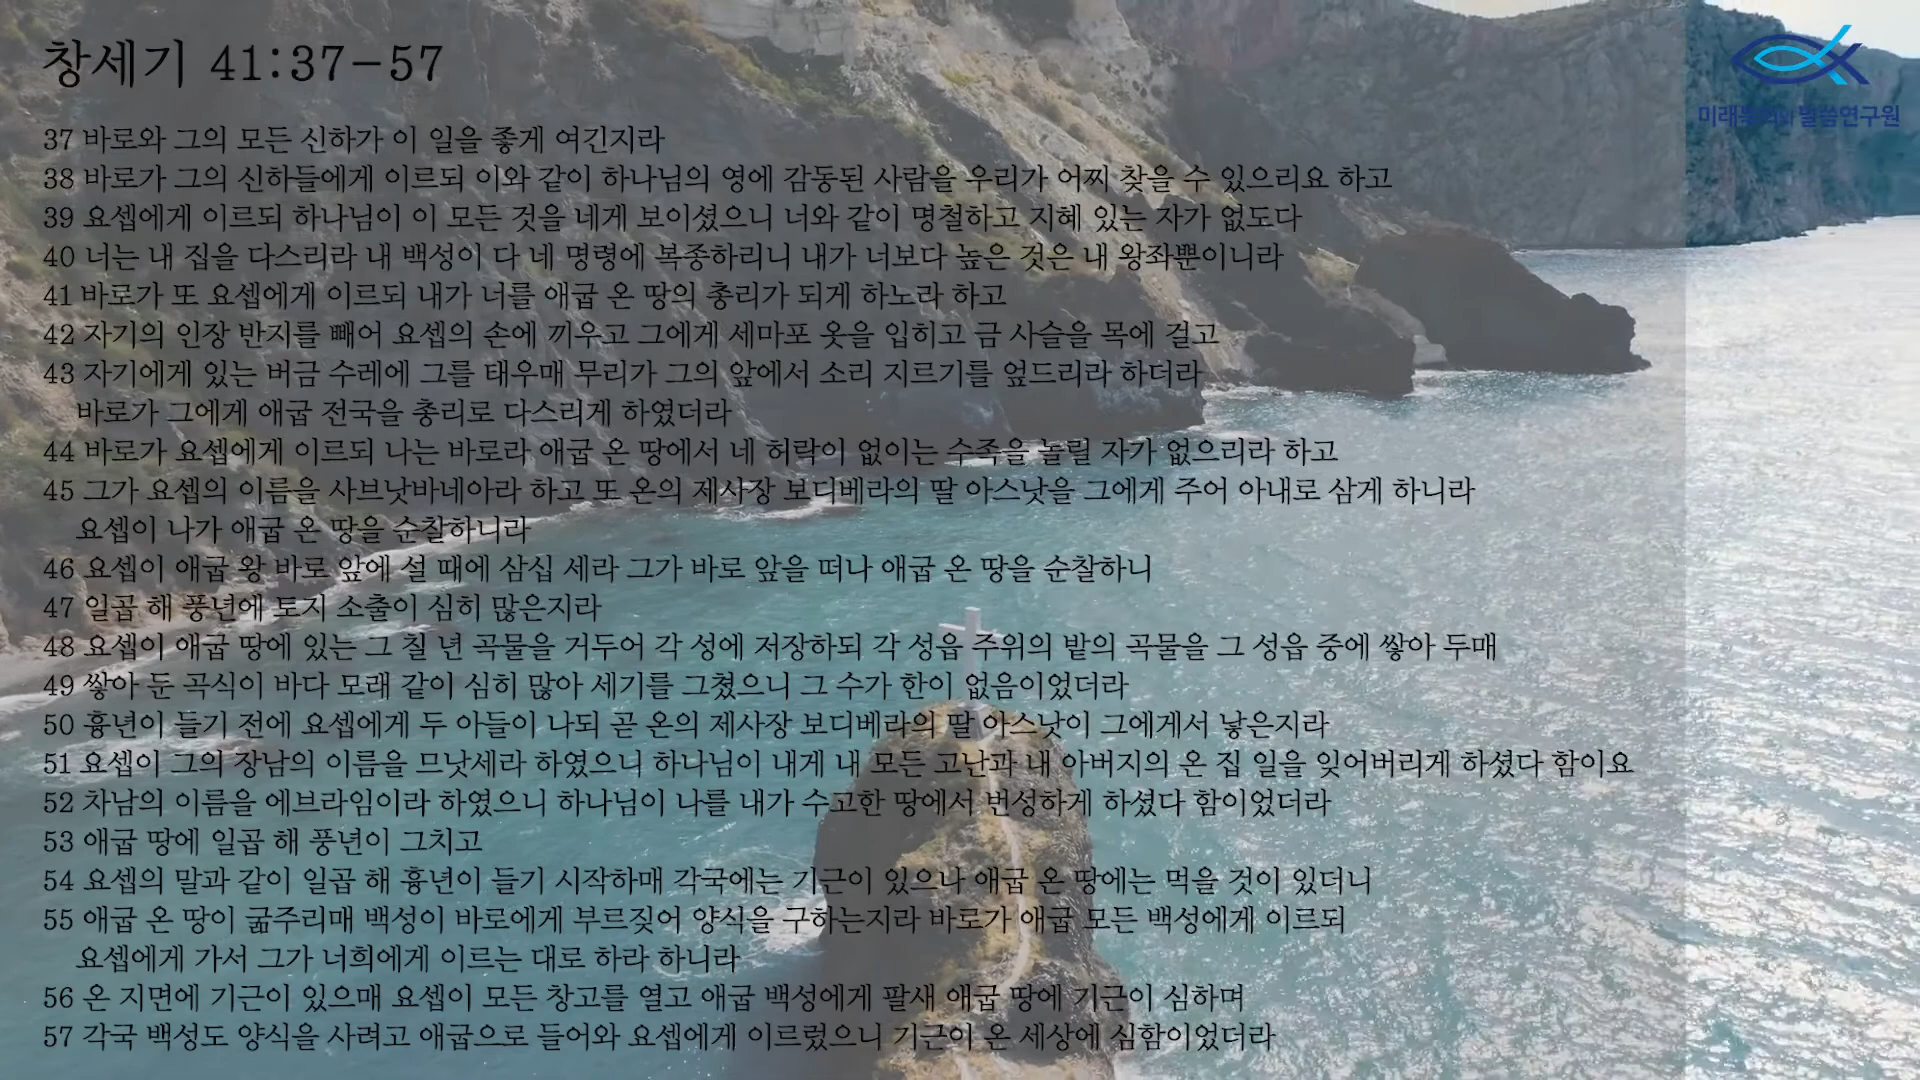 창세기 41:37-57
미래목회와 말씀연구원
37 바로와 그의 모든 신하가 이 일을 좋게 여긴지라
38 바로가 그의 신하들에게 이르되 이와 같이 하나님의 영에 감동된 사람을 우리가 어찌 찾을 수 있으리요 하고
39 요셉에게 이르되 하나님이 이 모든 것을 네게 보이셨으니 너와 같이 명철하고 지혜 있는 자가 없도다
40 너는 내 집을 다스리라 내 백성이 다 네 명령에 복종하리니 내가 너보다 높은 것은 내 왕좌뿐이니라
41 바로가 또 요셉에게 이르되 내가 너를 애굽 온 땅의 총리가 되게 하노라 하고
42 자기의 인장 반지를 빼어 요셉의 손에 끼우고 그에게 세마포 옷을 입히고 금 사슬을 목에 걸고
43 자기에게 있는 버금 수레에 그를 태우매 무리가 그의 앞에서 소리 지르기를 엎드리라 하더라
바로가 그에게 애굽 전국을 총리로 다스리게 하였더라
44 바로가 요셉에게 이르되 나는 바로라 애굽 온 땅에서 네 허락이 없이는 수족을 놀릴 자가 없으리라 하고
45 그가 요셉의 이름을 사브낫바네아라 하고 또 온의 제사장 보디베라의 딸 아스낫을 그에게 주어 아내로 삼게 하니라
요셉이 나가 애굽 온 땅을 순찰하니라
46 요셉이 애굽 왕 바로 앞에 설 때에 삼십 세라 그가 바로 앞을 떠나 애굽 온 땅을 순찰하니
47 일곱 해 풍년에 토지 소출이 심히 많은지라
48 요셉이 애굽 땅에 있는 그 칠 년 곡물을 거두어 각 성에 저장하되 각 성읍 주위의 밭의 곡물을 그 성읍 중에 쌓아 두매
49 쌓아 둔 곡식이 바다 모래 같이 심히 많아 세기를 그쳤으니 그 수가 한이 없음이었더라
50 흉년이 들기 전에 요셉에게 두 아들이 나되 곧 온의 제사장 보디베라의 딸 아스낫이 그에게서 낳은지라
51 요셉이 그의 장남의 이름을 므낫세라 하였으니 하나님이 내게 내 모든 고난과 내 아버지의 온 집 일을 잊어버리게 하셨다 함이요
52 차남의 이름을 에브라임이라 하였으니 하나님이 나를 내가 수고한 땅에서 번성하게 하셨다 함이었더라
53 애굽 땅에 일곱 해 풍년이 그치고
54 요셉의 말과 같이 일곱 해 흉년이 들기 시작하매 각국에는 기근이 있으나 애굽 온 땅에는 먹을 것이 있더니
55 애굽 온 땅이 굶주리매 백성이 바로에게 부르짖어 양식을 구하는지라 바로가 애굽 모든 백성에게 이르되
요셉에게 가서 그가 너희에게 이르는 대로 하라 하니라
56 온 지면에 기근이 있으매 요셉이 모든 창고를 열고 애굽 백성에게 팔새 애굽 땅에 기근이 심하며
57 각국 백성도 양식을 사려고 애굽으로 들어와 요셉에게 이르렀으니 기근이 온 세상에 심함이었더라